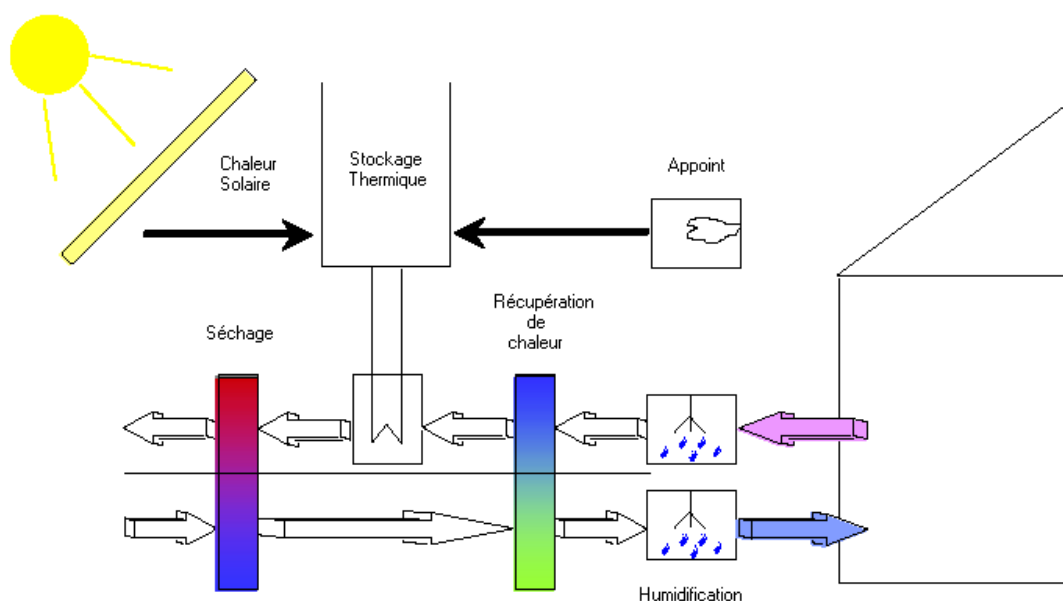 Chaleur
Solaire
Stockage
Thermique
Appoint
Séchage
Récupération
de
chaleur
Humidification